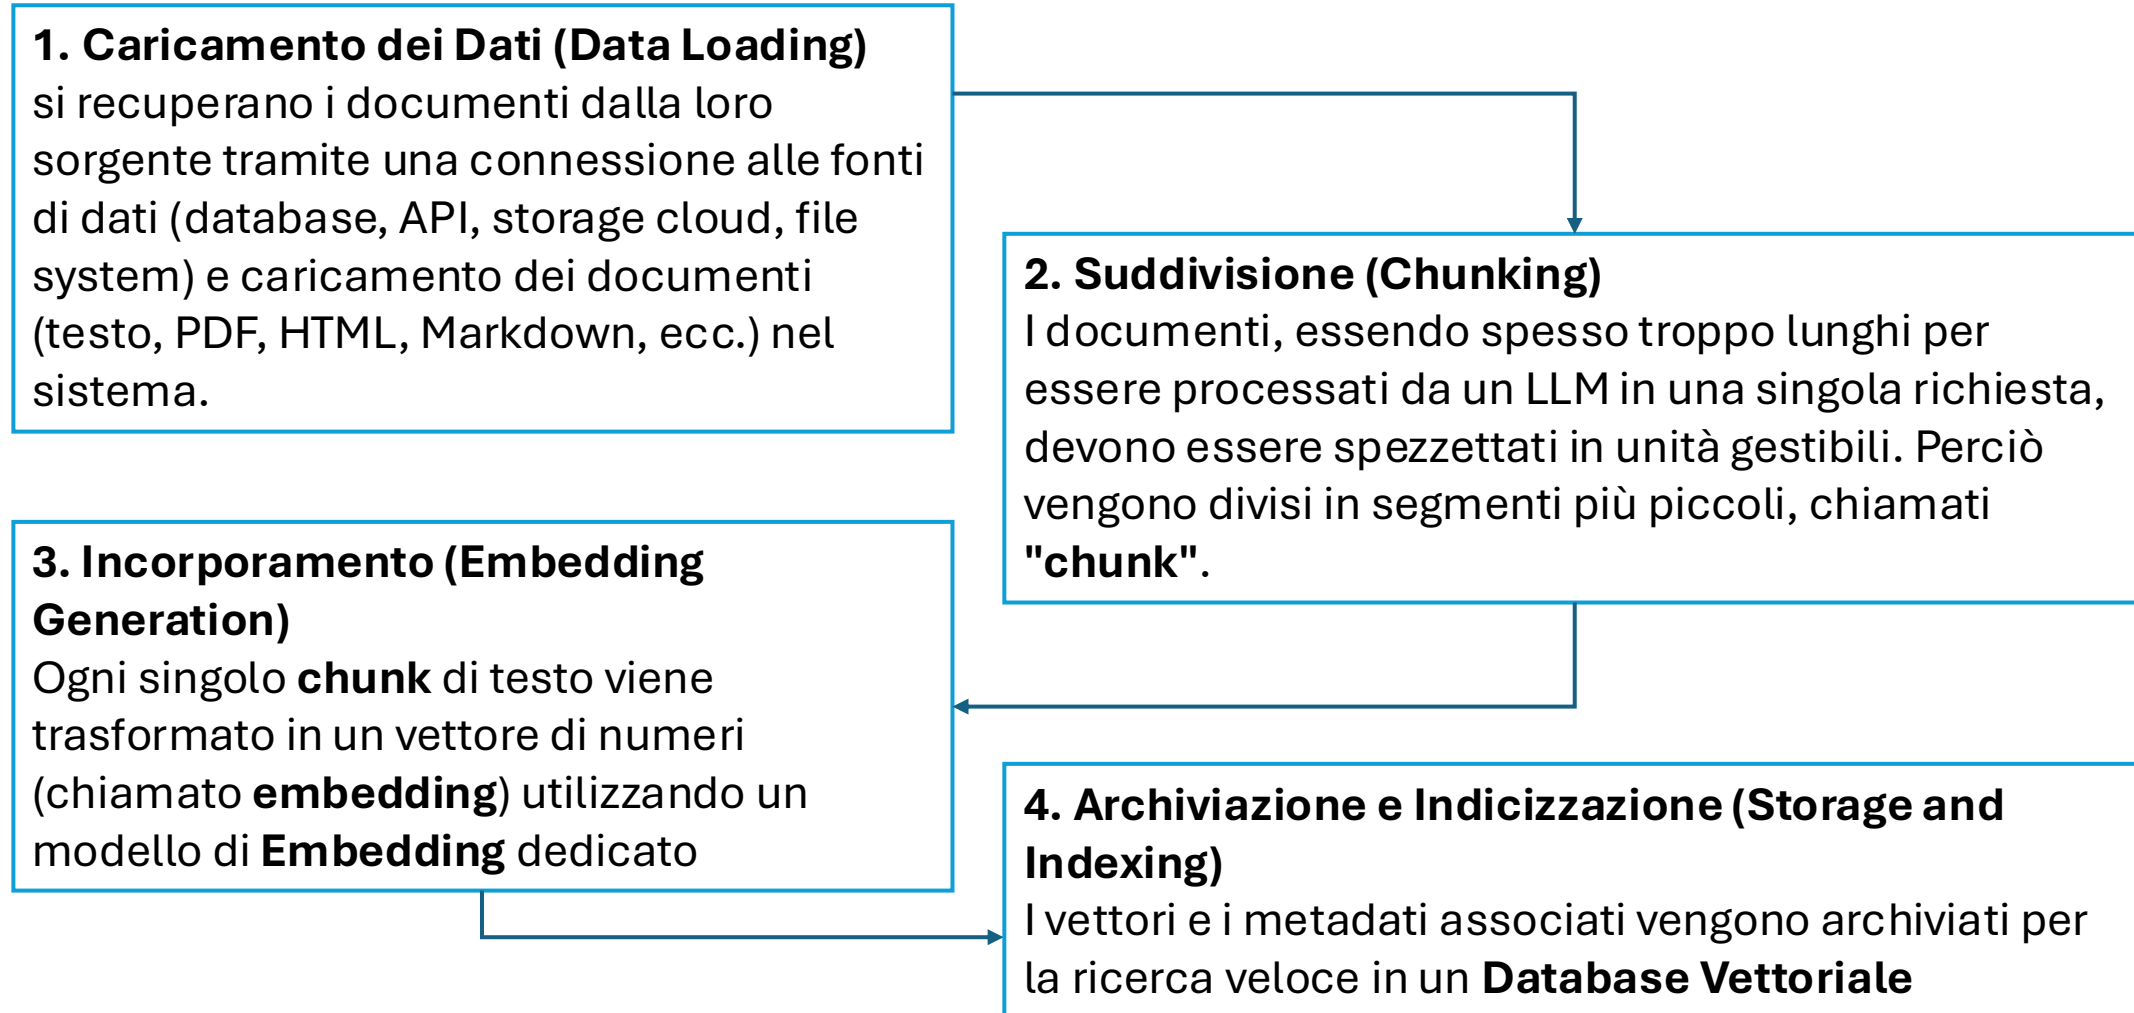 1. Caricamento dei Dati (Data Loading)
si recuperano i documenti dalla loro
sorgente tramite una connessione alle fonti
di dati (database, API, storage cloud, file
system) e caricamento dei documenti
(testo, PDF, HTML, Markdown, ecc.) nel
sistema.
2. Suddivisione (Chunking)
I documenti, essendo spesso troppo lunghi per
essere processati da un LLM in una singola richiesta,
devono essere spezzettati in unità gestibili. Perciò
vengono divisi in segmenti più piccoli, chiamati
"chunk".
3. Incorporamento (Embedding
Generation)
Ogni singolo chunk di testo viene
trasformato in un vettore di numeri
(chiamato embedding) utilizzando un
modello di Embedding dedicato
4. Archiviazione e Indicizzazione (Storage and
Indexing)
I vettori e i metadati associati vengono archiviati per
la ricerca veloce in un Database Vettoriale